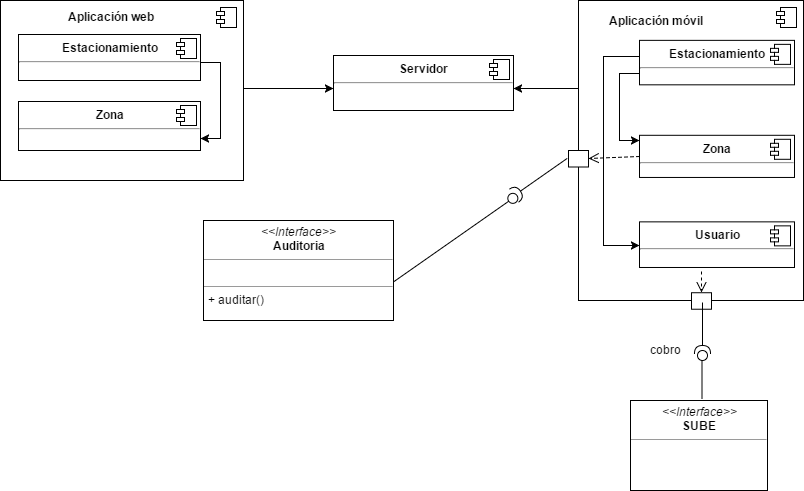 Aplicación web
Estacionamiento
Zona
Servidor
Aplicación móvil
Estacionamiento
Zona
Usuario
<<Interface>>
Auditoria
+ auditar()
cobro
<<Interface>>
SUBE